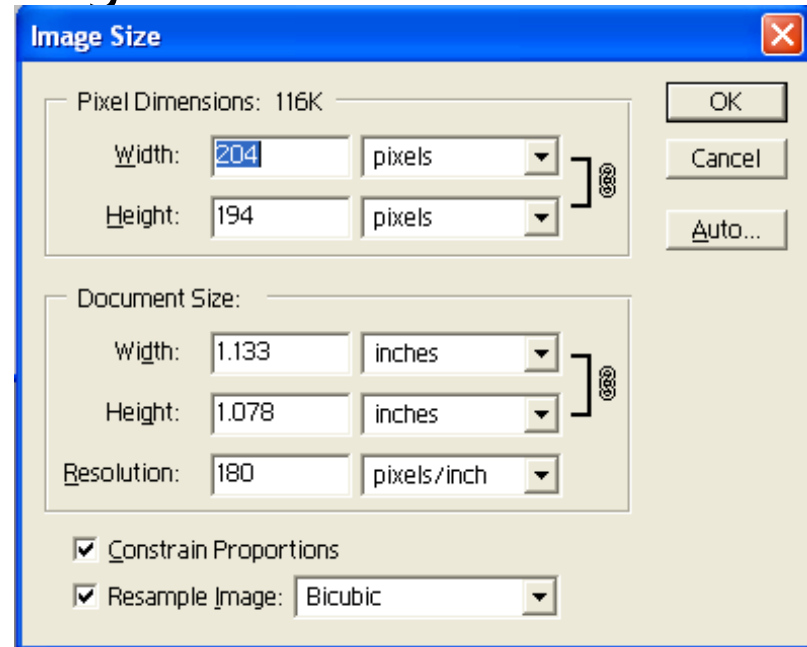 Image Size
Pixel Dimensions: 116K
OK
Width: 204 pixels
Cancel
Height: 194 pixels
Auto...
Document Size:
Width: 1.133 inches
Height: 1.078 inches
Resolution: 180 pixels/inch
Constrain Proportions
Resample Image: Bicubic